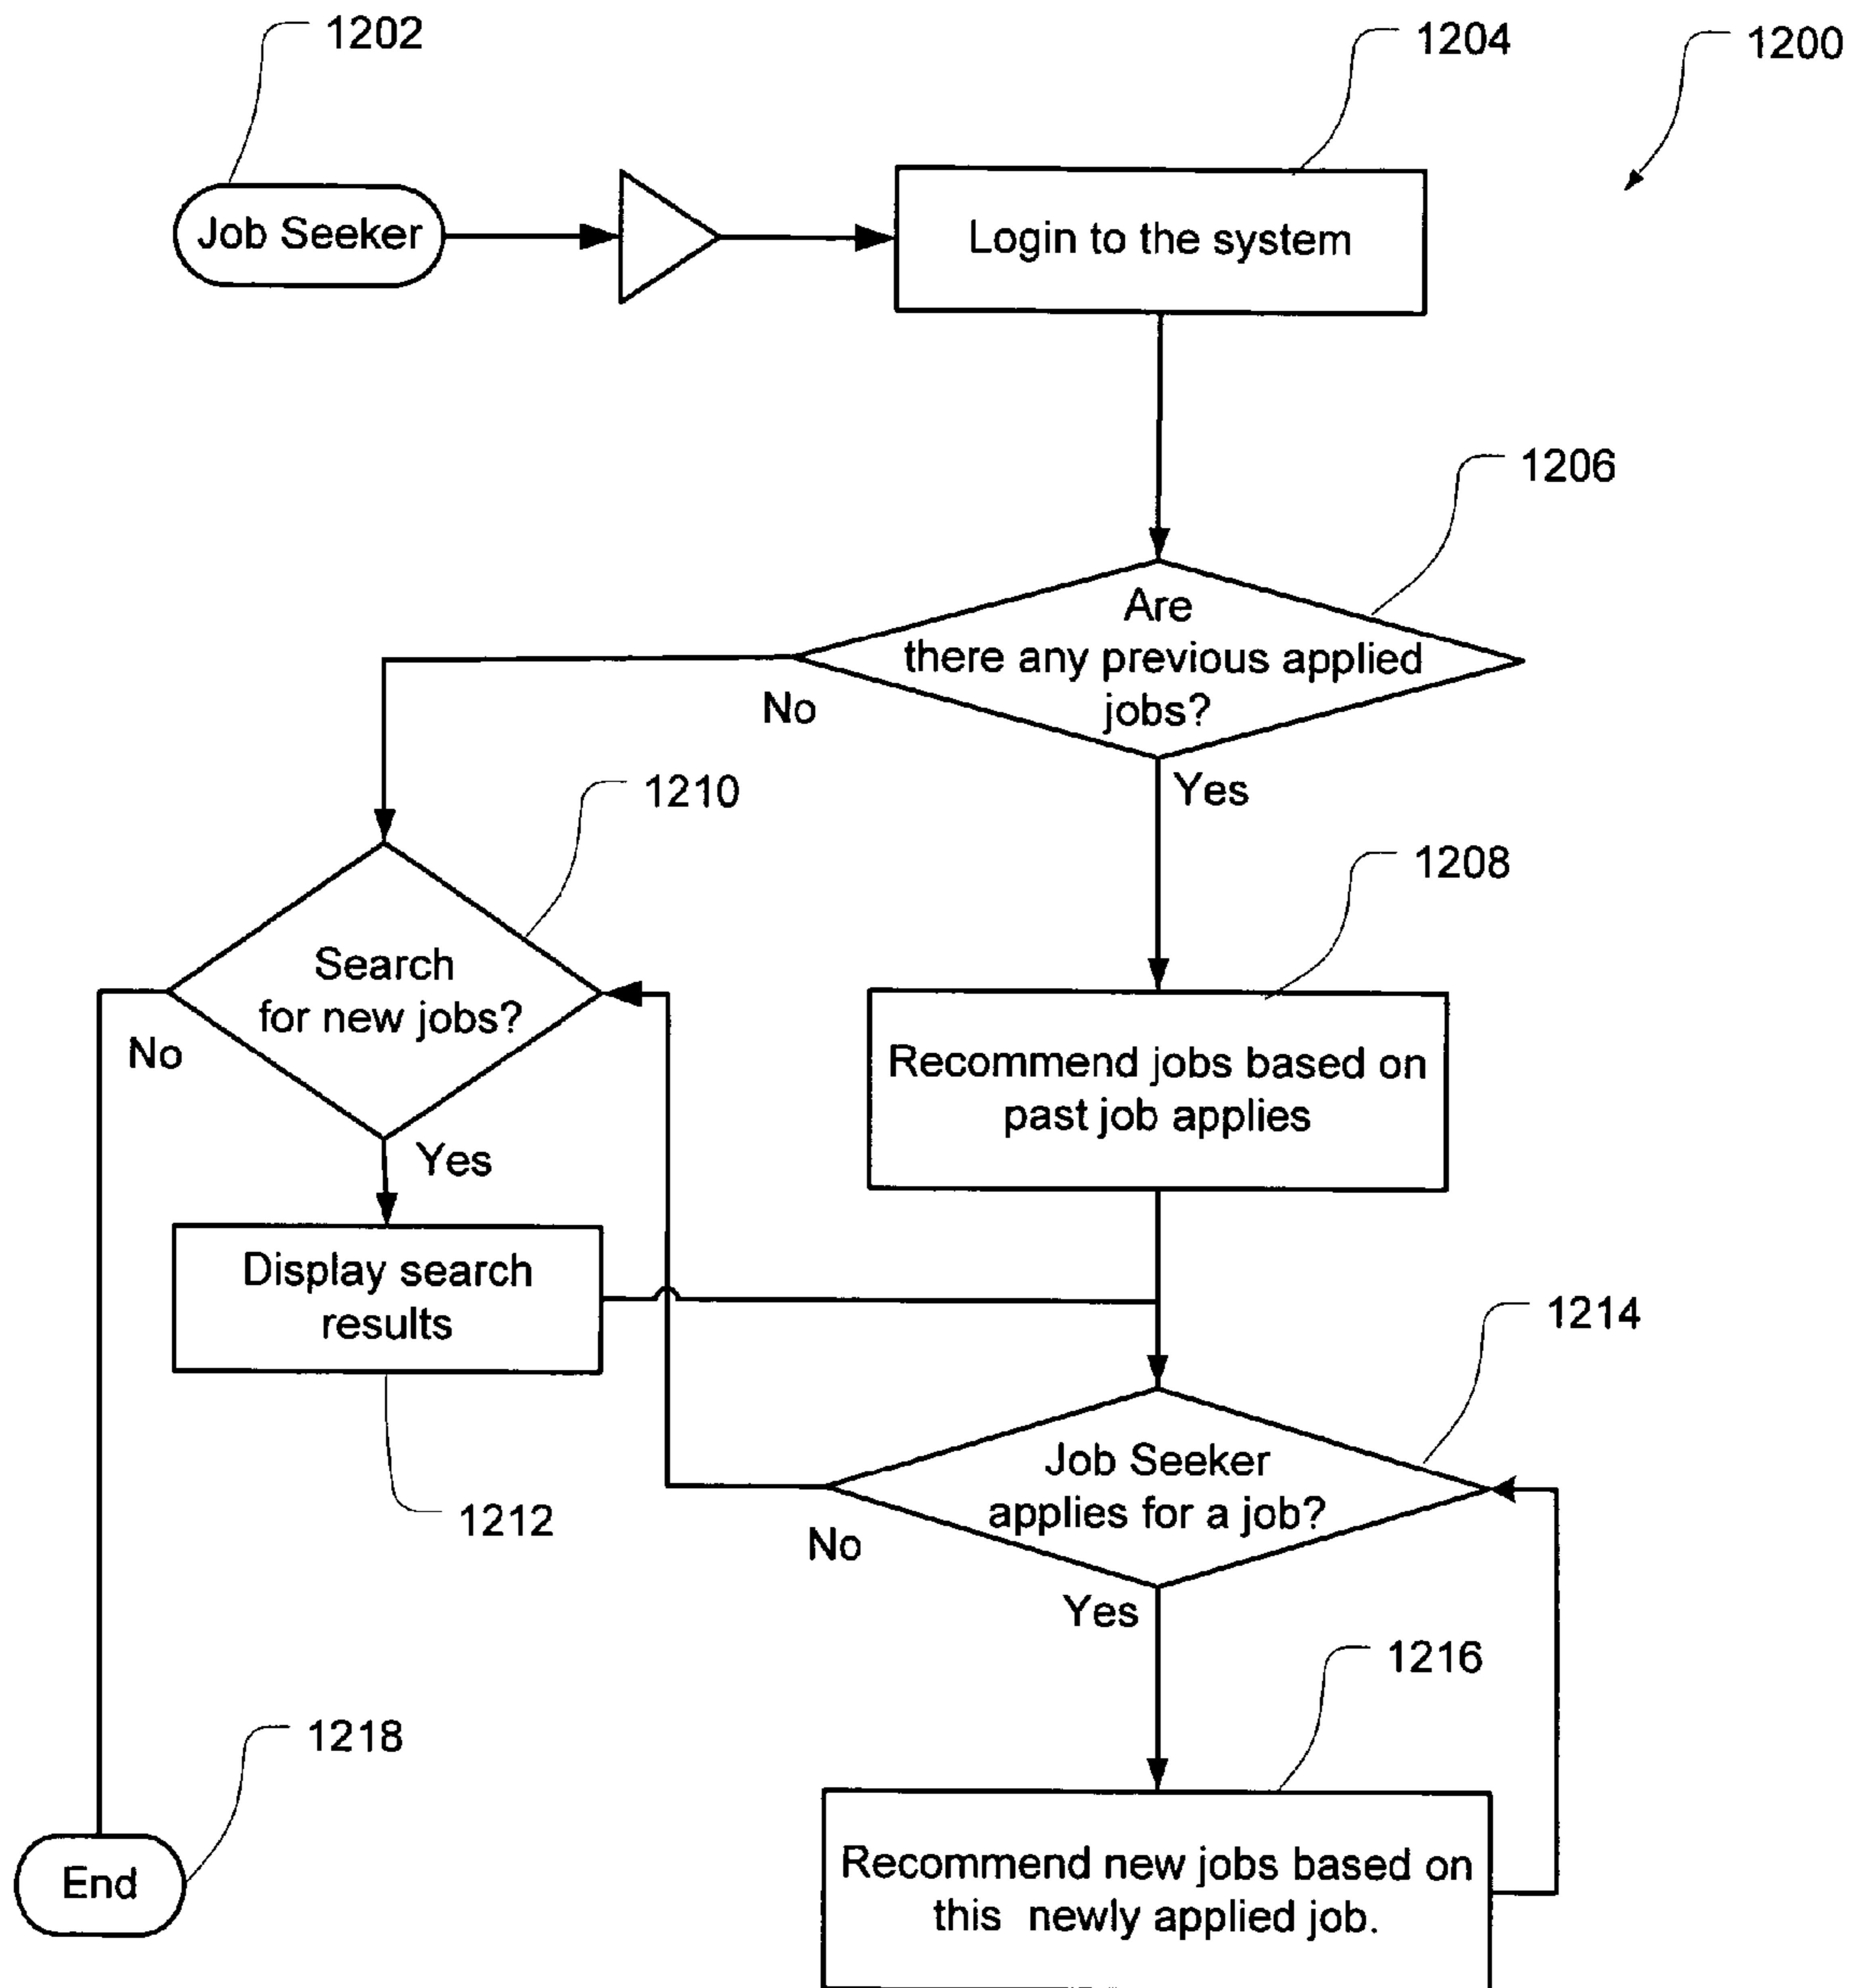 1202
1204
1200
Job Seeker
Login to the system
1206
Are
there any previous applied
jobs?
No
Yes
1210
1208
Search
for new jobs?
No
Recommend jobs based on
past job applies
Yes
Display search
results
1214
Job Seeker
applies for a job?
1212
No
Yes
1216
1218
Recommend new jobs based on
this newly applied job.
End